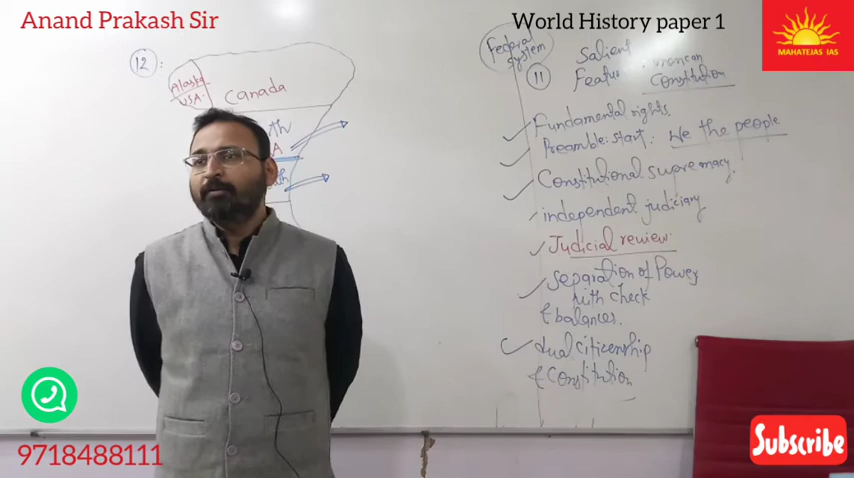 Anand Prakash Sir
World History paper 1
MAHATEJAS IAS
12 :
Alaska
USA-
Canada
Federal
system
11
Salient
Featur
Constitution
Fundamental rights.
Preamble: start: We the people
Constitutional supremacy.
independent judiciary
Judicial review.
separation of Power
with check
& balances.
dual citizenship
& Constitution
9718488111
Subscribe